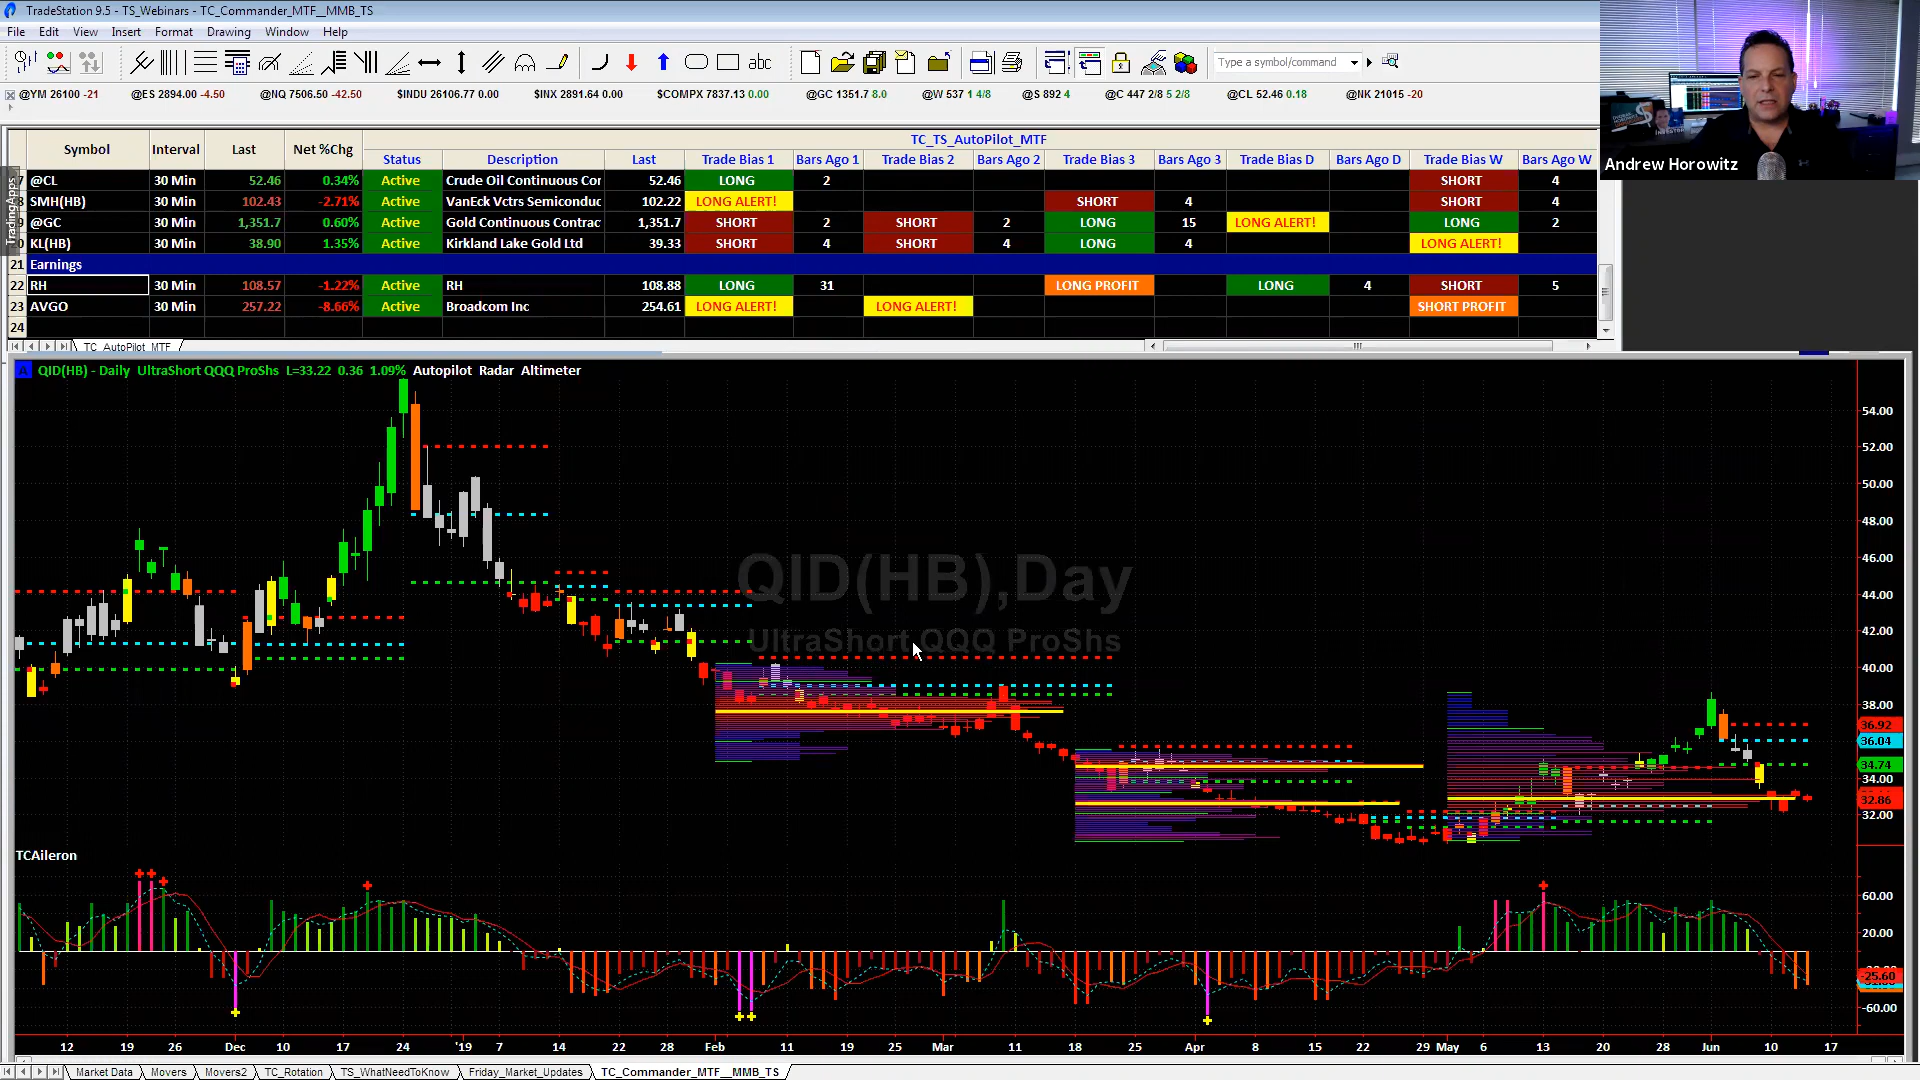 TradeStation 9.5 - TS_Webinars - TC_Commander_MTF__MMB_TS
File Edit View Insert Format Drawing Window Help
abc Type a symbol/command
@YM 26100 -21 @ES 2894.00 -4.50 @NQ 7506.50 -42.50 $INDU 26106.77 0.00 $INX 2891.64 0.00 $COMPX 7837.13 0.00 @GC 1351.7 8.0 @W 537 1 4/8 @S 892 4 @C 447 2/8 5 2/8 @CL 52.46 0.18 @NK 21015 -20
Andrew Horowitz
TradingApps
TC_TS_AutoPilot_MTF
Symbol Interval Last Net %Chg Status Description Last Trade Bias 1 Bars Ago 1 Trade Bias 2 Bars Ago 2 Trade Bias 3 Bars Ago 3 Trade Bias D Bars Ago D Trade Bias W Bars Ago W
@CL 30 Min 52.46 0.34% Active Crude Oil Continuous Cor 52.46 LONG 2 SHORT 4
SMH(HB) 30 Min 102.43 -2.71% Active VanEck Vctrs Semiconduc 102.22 LONG ALERT! SHORT 4 SHORT 4
@GC 30 Min 1,351.7 0.60% Active Gold Continuous Contrac 1,351.7 SHORT 2 SHORT 2 LONG 15 LONG ALERT! LONG 2
KL(HB) 30 Min 38.90 1.35% Active Kirkland Lake Gold Ltd 39.33 SHORT 4 SHORT 4 LONG 4 LONG ALERT!
21 Earnings
22 RH 30 Min 108.57 -1.22% Active RH 108.88 LONG 31 LONG PROFIT LONG 4 SHORT 5
23 AVGO 30 Min 257.22 -8.66% Active Broadcom Inc 254.61 LONG ALERT! LONG ALERT! SHORT PROFIT
24
TC_AutoPilot_MTF
A QID(HB) - Daily UltraShort QQQ ProShs L=33.22 0.36 1.09% Autopilot Radar Altimeter
QID(HB),Day
UltraShort QQQ ProShs
54.00
52.00
50.00
48.00
46.00
44.00
42.00
40.00
38.00
36.92
36.04
34.74
34.00
32.86
32.00
TCAileron
60.00
20.00
-25.60
-60.00
12 19 26 Dec 10 17 24 '19 7 14 22 28 Feb 11 19 25 Mar 11 18 25 Apr 8 15 22 29 May 6 13 20 28 Jun 10 17
Market Data Movers Movers2 TC_Rotation TS_WhatNeedToKnow Friday_Market_Updates TC_Commander_MTF__MMB_TS